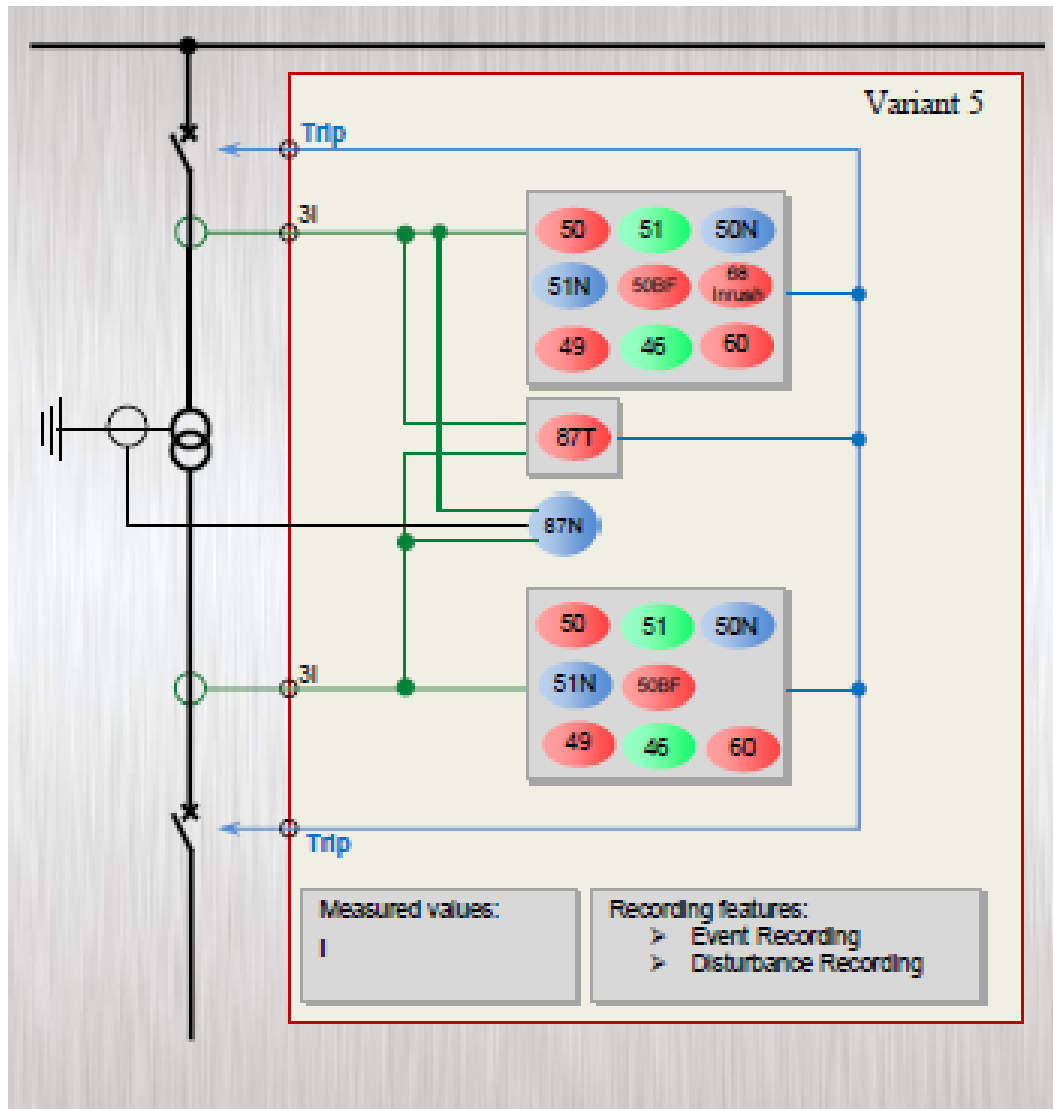 Variant 5
Trip
3I
50 51 50N
51N 50BF 68
Inrush
49 46 60
87T
87N
50 51 50N
3I
51N 50BF
49 46 60
Trip
Measured values:
I
Recording features:
➢ Event Recording
➢ Disturbance Recording